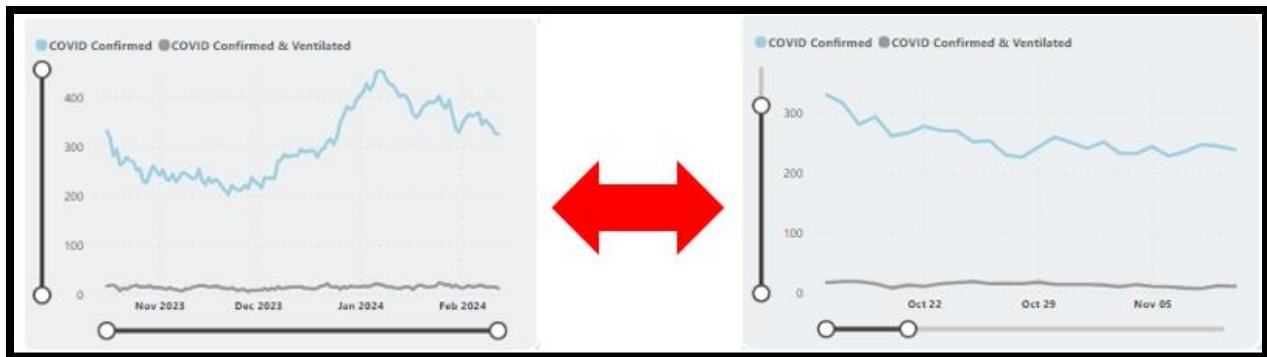 COVID Confirmed COVID Confirmed & Ventilated
400
300
200
100
0
Nov 2023 Dec 2023 Jan 2024 Feb 2024
COVID Confirmed COVID Confirmed & Ventilated
300
200
100
0
Oct 22 Oct 29 Nov 05